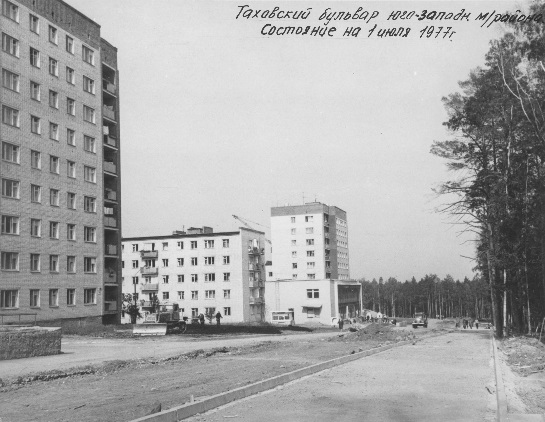 Таховский бульвар юго-западн. м/района
Состояние на 1 июля 1977г.